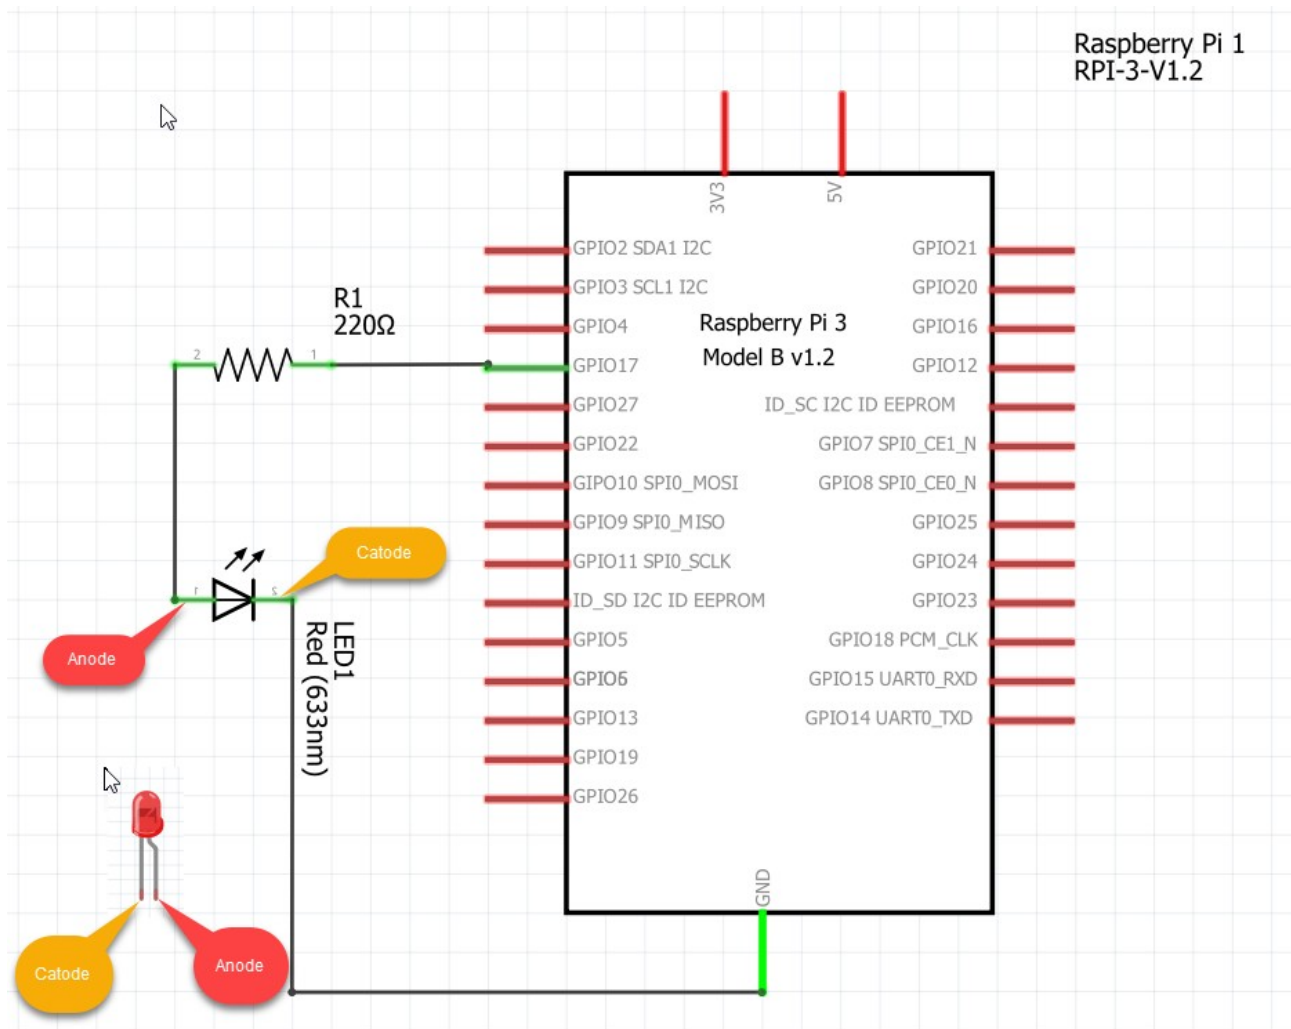 Raspberry Pi 1
RPI-3-V1.2
3V3
5V
GPIO2 SDA1 I2C
GPIO21
GPIO3 SCL1 I2C
GPIO20
R1
220Ω
GPIO4
Raspberry Pi 3
Model B v1.2
GPIO16
2
1
GPIO17
GPIO12
GPIO27
ID_SC I2C ID EEPROM
GPIO22
GPIO7 SPI0_CE1_N
GIPO10 SPI0_MOSI
GPIO8 SPI0_CE0_N
GPIO9 SPI0_MISO
GPIO25
Catode
GPIO11 SPI0_SCLK
GPIO24
1
2
ID_SD I2C ID EEPROM
GPIO23
Anode
LED1
Red (633nm)
GPIO5
GPIO18 PCM_CLK
GPIO6
GPIO15 UART0_RXD
GPIO13
GPIO14 UART0_TXD
GPIO19
GPIO26
GND
Catode
Anode